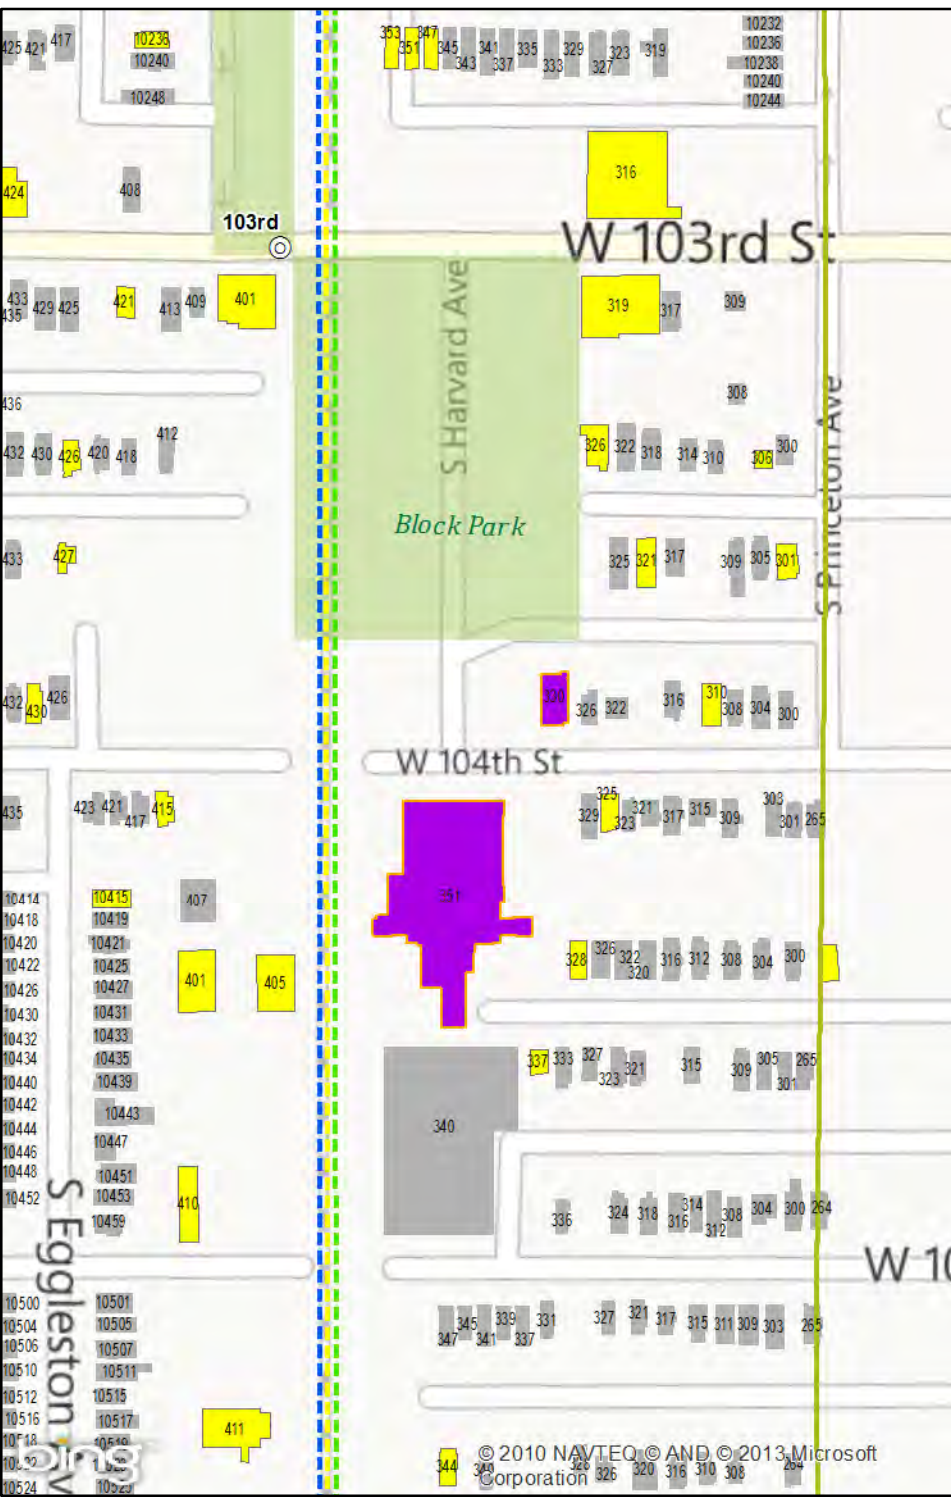 425 421 417
10236
10240
10248
353 351 347 345 343 341 337 335 333 329 327 323 319
10232
10236
10238
10240
10244
424
408
316
103rd
W 103rd St
433 435 429 425 421 413 409 401
S Harvard Ave
319 317 309
308
436
432 430 426 420 418 412
326 322 318 314 310 306 300
S Princeton Ave
Block Park
433 427
325 321 317 309 305 301
432 430 426
330 326 322 316 310 308 304 300
W 104th St
435 423 421 417 415
351
329 325 323 321 317 315 309 303 301 265
10414
10418
10420
10422
10426
10430
10432
10434
10440
10442
10444
10446
10448
10452
10415
10419
10421
10425
10427
10431
10433
10435
10439
10443
10447
10451
10453
10459
407
401 405
410
328 326 322 320 316 312 308 304 300
337 333 327 323 321 315 309 305 301 265
340
336 324 318 316 314 312 308 304 300 264
S Eggleston Av
W 10
10500
10504
10506
10510
10512
10516
10518
10524
10501
10505
10507
10511
10515
10517
10519
10525
347 345 341 339 337 331 327 321 317 315 311 309 303 265
411
bing
344 326 320 316 310 308 264
© 2010 NAVTEQ © AND © 2013 Microsoft
Corporation